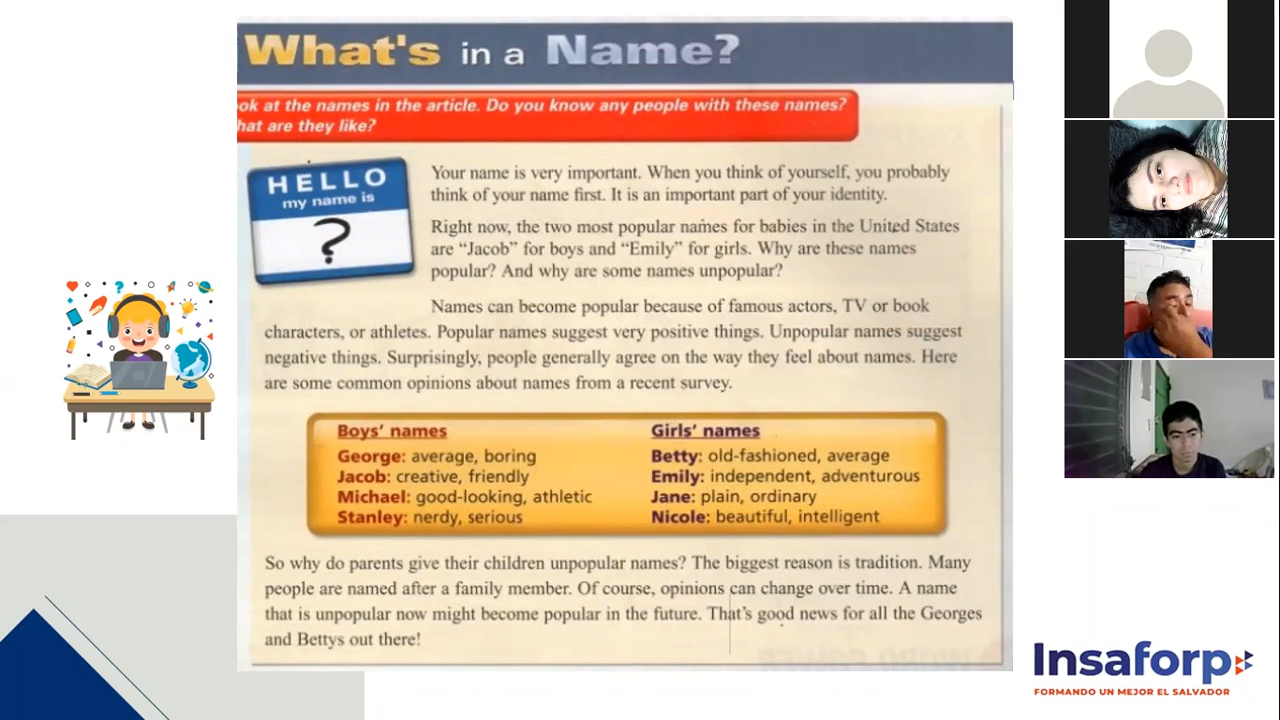 What's in a Name?
ok at the names in the article. Do you know any people with these names?
hat are they like?
HELLO
my name is
?
Your name is very important. When you think of yourself, you probably
think of your name first. It is an important part of your identity.
Right now, the two most popular names for babies in the United States
are “Jacob” for boys and “Emily” for girls. Why are these names
popular? And why are some names unpopular?
Names can become popular because of famous actors, TV or book
characters, or athletes. Popular names suggest very positive things. Unpopular names suggest
negative things. Surprisingly, people generally agree on the way they feel about names. Here
are some common opinions about names from a recent survey.
Boys’ names
George: average, boring
Jacob: creative, friendly
Michael: good-looking, athletic
Stanley: nerdy, serious
Girls’ names
Betty: old-fashioned, average
Emily: independent, adventurous
Jane: plain, ordinary
Nicole: beautiful, intelligent
So why do parents give their children unpopular names? The biggest reason is tradition. Many
people are named after a family member. Of course, opinions can change over time. A name
that is unpopular now might become popular in the future. That’s good news for all the Georges
and Bettys out there!
WORD POWER
Insaforp
FORMANDO UN MEJOR EL SALVADOR